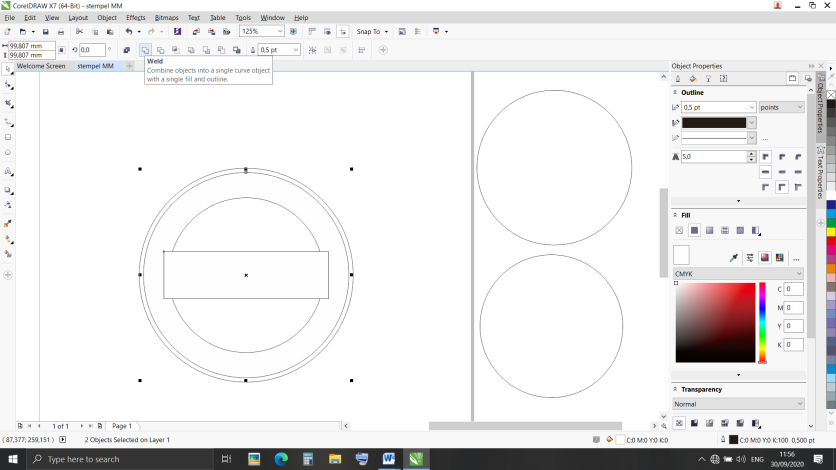 CorelDRAW X7 (64-Bit) - stempel MM
File Edit View Layout Object Effects Bitmaps Text Table Tools Window Help
125% Snap To
99,807 mm
99,807 mm
0,0
0,5 pt
Welcome Screen stempel MM
Weld
Combine objects into a single curve object
with a single fill and outline.
Object Properties
Outline
0,5 pt points
...
5,0
Fill
...
CMYK
C 0
M 0
Y 0
K 0
Transparency
Normal
Object Properties
Text Properties
1 of 1 Page 1
( 87,377; 259,151 ) 2 Objects Selected on Layer 1 C:0 M:0 Y:0 K:0 C:0 M:0 Y:0 K:100 0,500 pt
Type here to search
ENG
11:56
30/09/2020